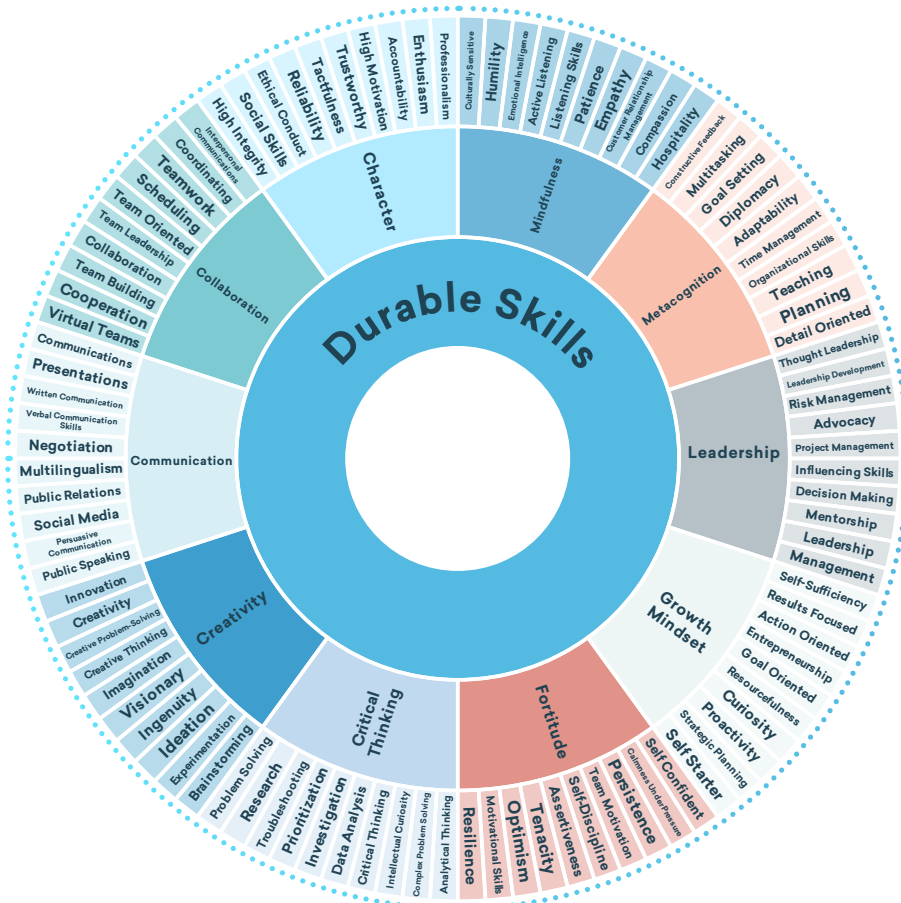 Durable Skills
Mindfulness
Culturally Sensitive
Humility
Emotional Intelligence
Active Listening
Listening Skills
Patience
Empathy
Customer Relationship
Management
Compassion
Hospitality
Metacognition
Constructive Feedback
Multitasking
Goal Setting
Diplomacy
Adaptability
Time Management
Organizational Skills
Teaching
Planning
Detail Oriented
Leadership
Thought Leadership
Leadership Development
Risk Management
Advocacy
Project Management
Influencing Skills
Decision Making
Mentorship
Leadership
Management
Growth
Mindset
Self-Sufficiency
Results Focused
Action Oriented
Entrepreneurship
Goal Oriented
Resourcefulness
Curiosity
Proactivity
Strategic Planning
Self Starter
Fortitude
Self Confident
Calmness Under Pressure
Persistence
Team Motivation
Self-Discipline
Assertiveness
Tenacity
Optimism
Motivational Skills
Resilience
Critical
Thinking
Analytical Thinking
Complex Problem Solving
Intellectual Curiosity
Critical Thinking
Data Analysis
Investigation
Prioritization
Troubleshooting
Research
Problem Solving
Creativity
Brainstorming
Experimentation
Ideation
Ingenuity
Visionary
Imagination
Creative Thinking
Creative Problem-Solving
Creativity
Innovation
Communication
Public Speaking
Persuasive
Communication
Social Media
Public Relations
Multilingualism
Negotiation
Verbal Communication
Skills
Written Communication
Presentations
Communications
Collaboration
Virtual Teams
Cooperation
Team Building
Collaboration
Team Leadership
Team Oriented
Scheduling
Teamwork
Coordinating
Interpersonal
Communications
Character
High Integrity
Social Skills
Ethical Conduct
Reliability
Tactfulness
Trustworthy
High Motivation
Accountability
Enthusiasm
Professionalism